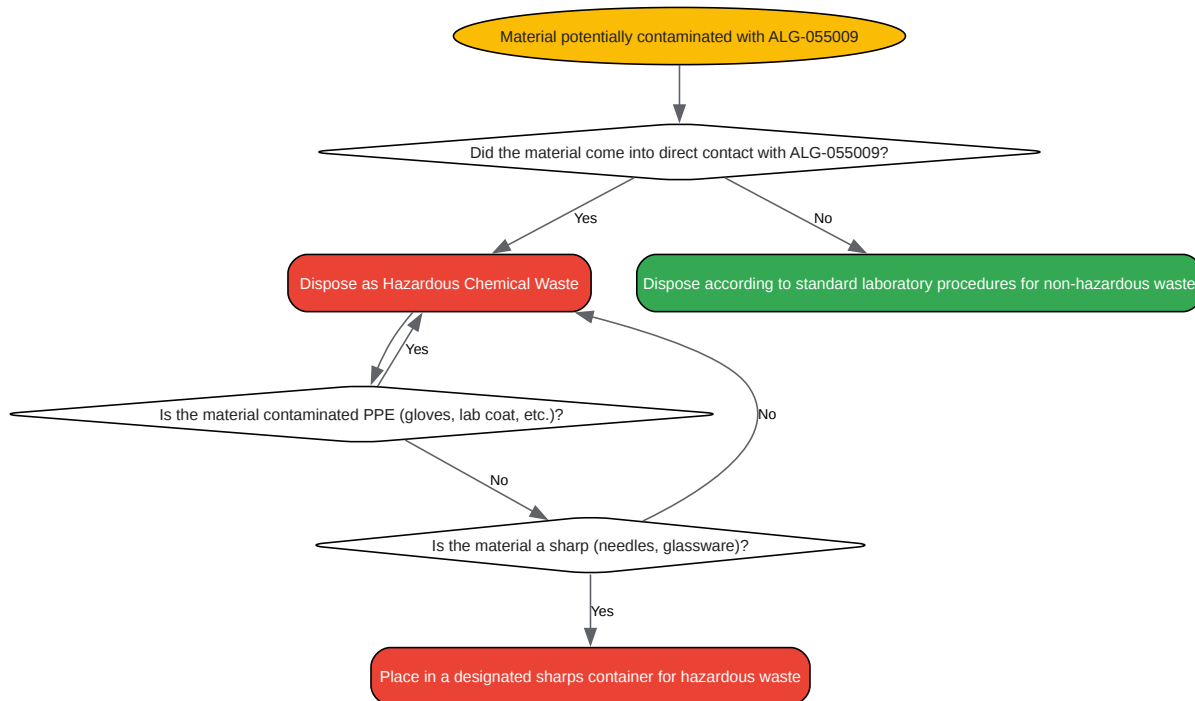 Material potentially contaminated with ALG-055009
Did the material come into direct contact with ALG-055009?
Yes
No
Dispose as Hazardous Chemical Waste
Dispose according to standard laboratory procedures for non-hazardous waste
Yes
Is the material contaminated PPE (gloves, lab coat, etc.)?
No
No
Is the material a sharp (needles, glassware)?
Yes
Place in a designated sharps container for hazardous waste